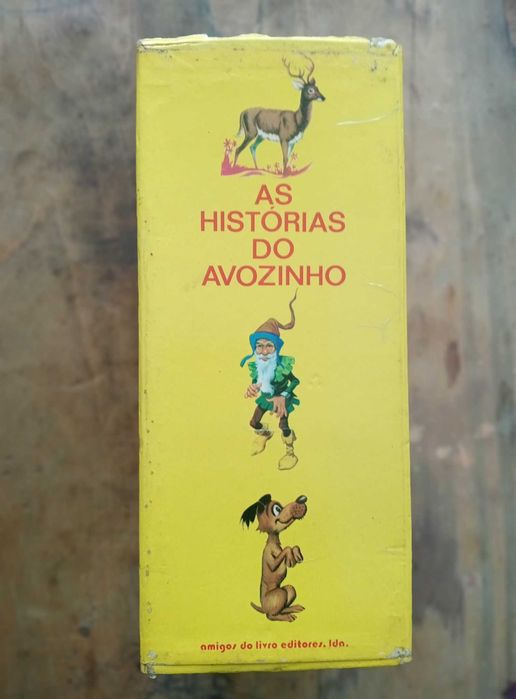 AS
HISTÓRIAS
DO
AVOZINHO
amigos do livro editores, lda.